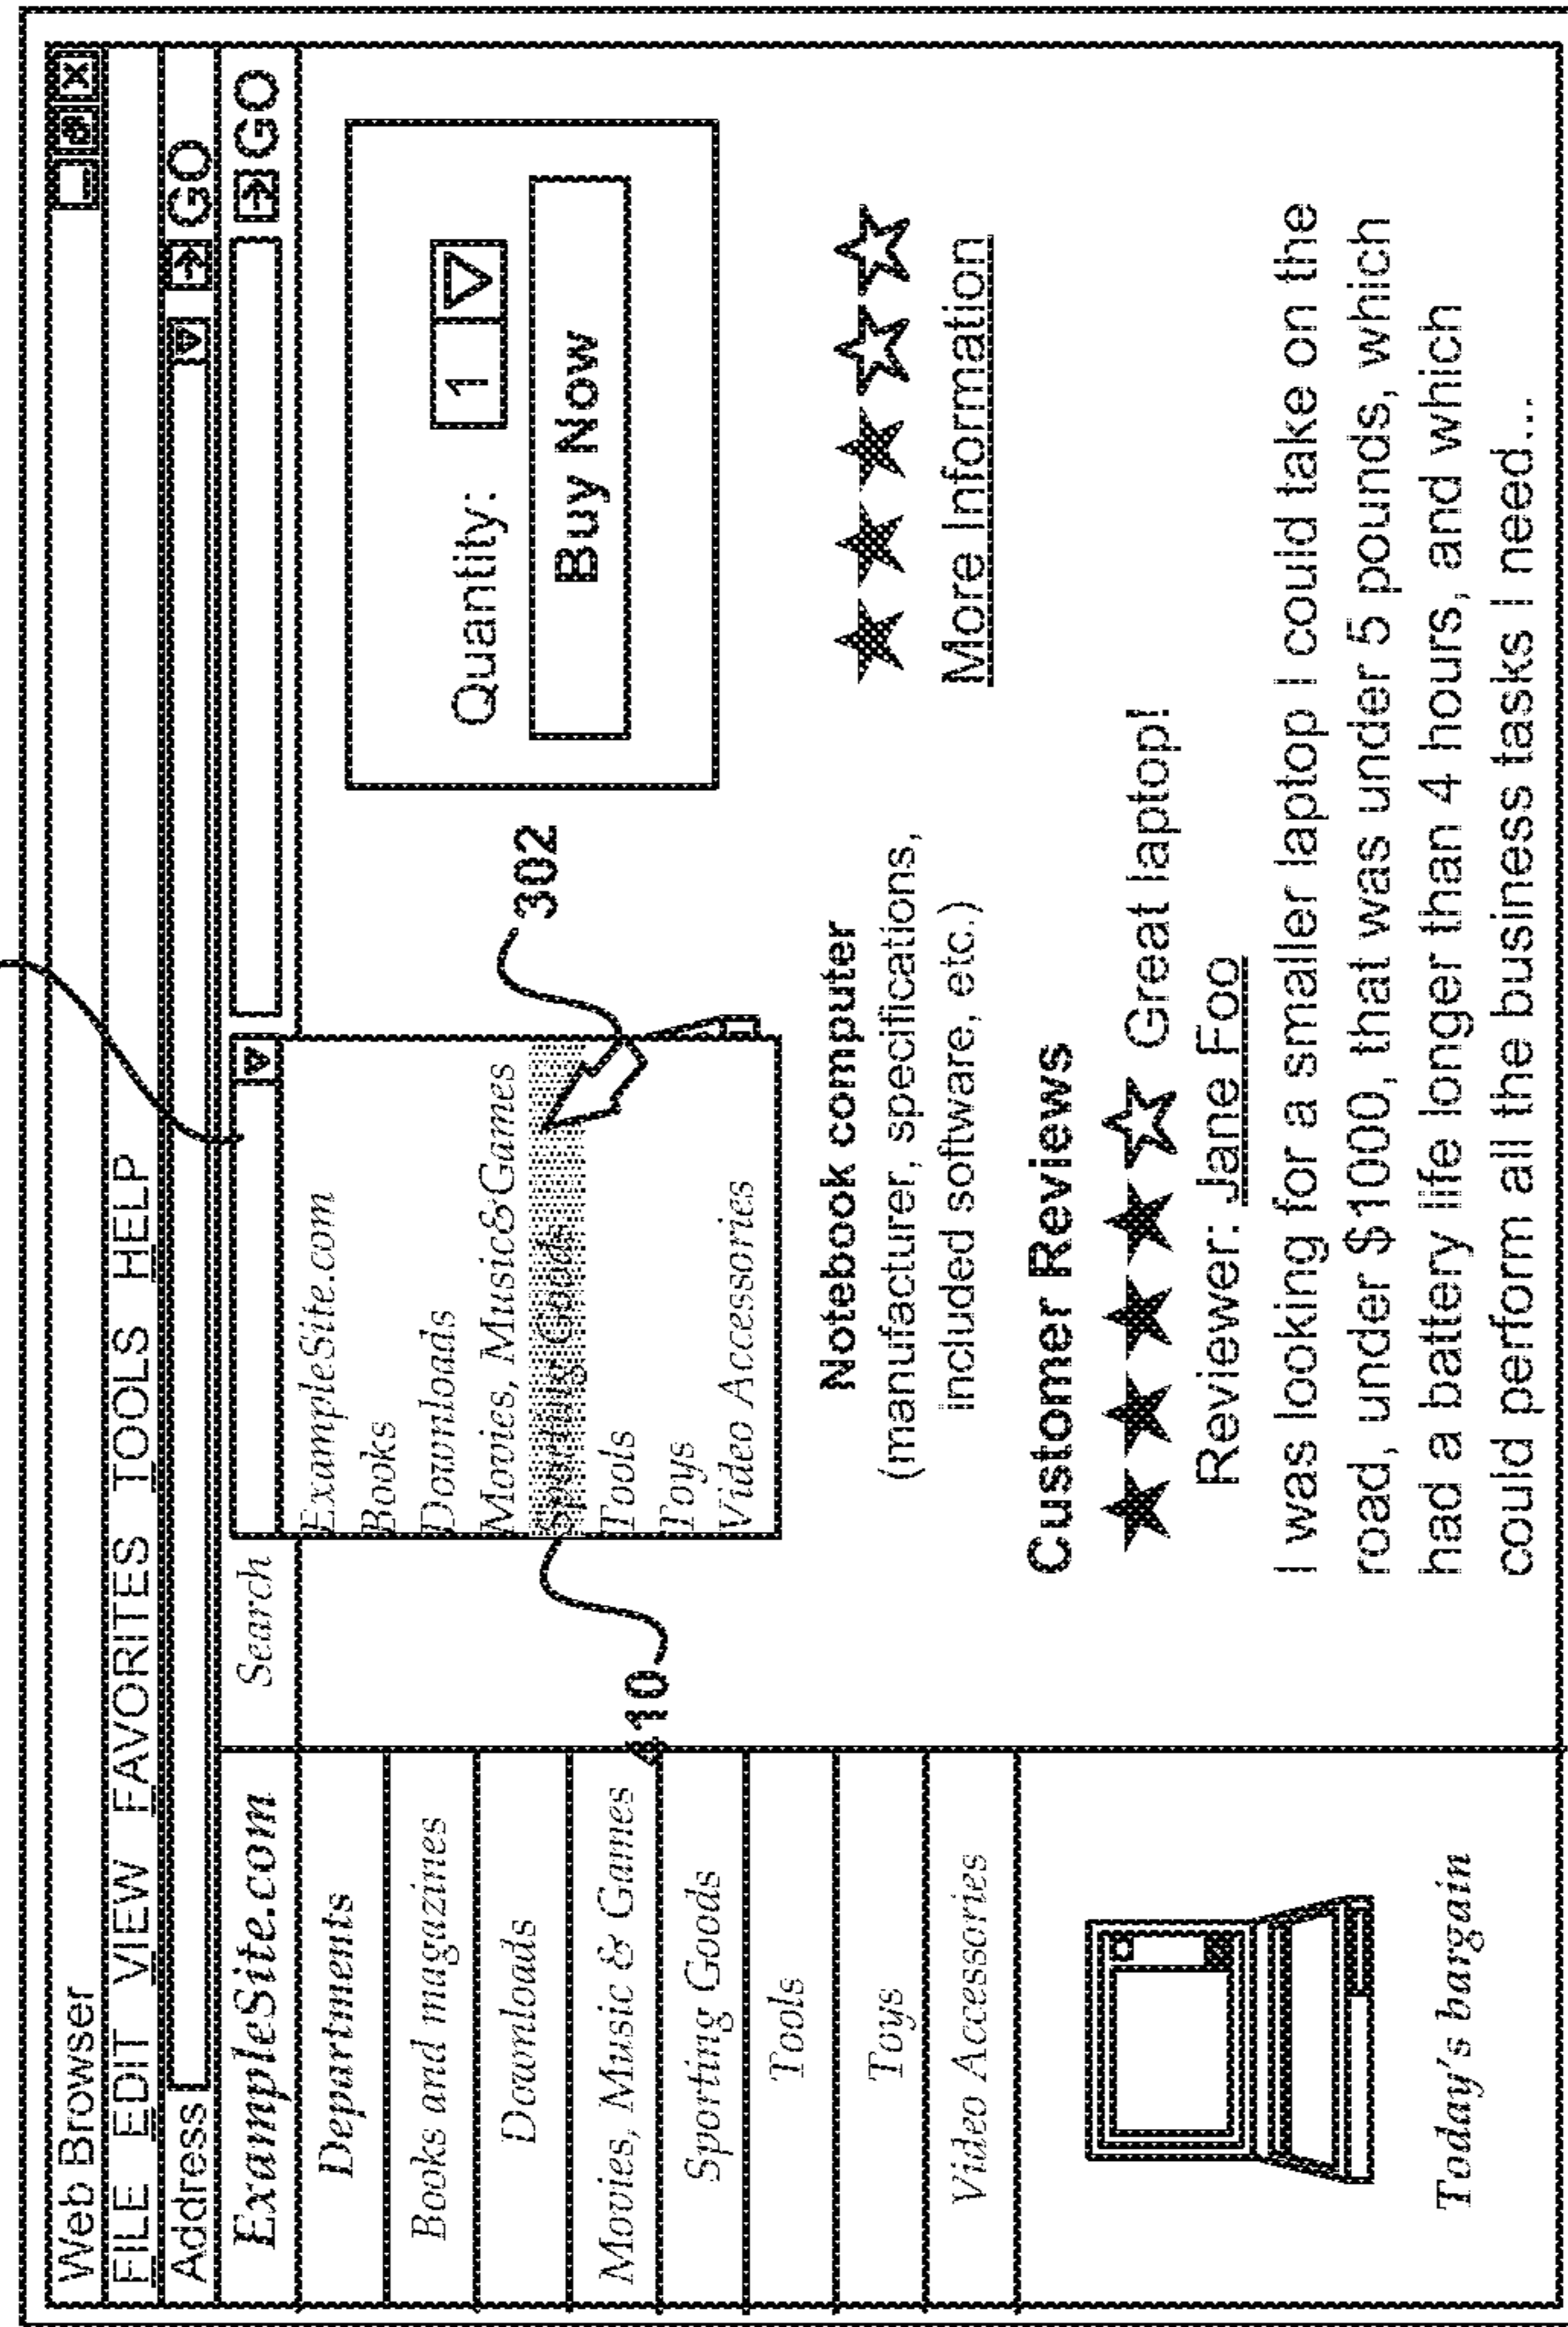 Web Browser
FILE EDIT VIEW FAVORITES TOOLS HELP
Address
GO
ExampleSite.com
Search
GO
Departments
Books and magazines
Downloads
Movies, Music & Games
Sporting Goods
Tools
Toys
Video Accessories
Today's bargain
ExampleSite.com
Books
Downloads
Movies, Music&Games
Sporting Goods
Tools
Toys
Video Accessories
410
302
Quantity:
1
Buy Now
Notebook computer
(manufacturer, specifications,
included software, etc.)
More Information
Customer Reviews
Great laptop!
Reviewer: Jane Foo
I was looking for a smaller laptop I could take on the
road, under $1000, that was under 5 pounds, which
had a battery life longer than 4 hours, and which
could perform all the business tasks I need...